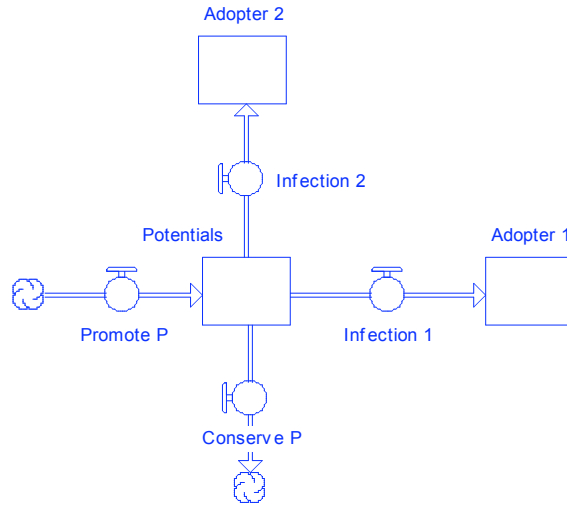 Adopter 2
Infection 2
Potentials
Adopter 1
Promote P
Infection 1
Conserve P